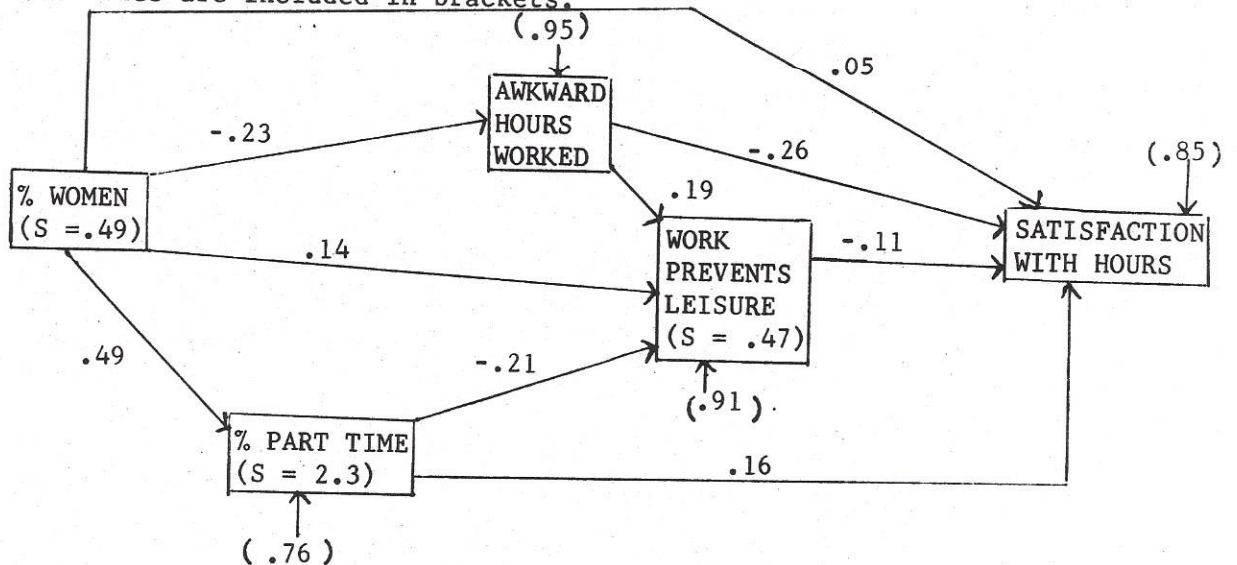 are included in brackets.
(.95)
.05
AWKWARD
HOURS
WORKED
-.23
-.26
(.85)
% WOMEN
(S =.49)
.19
SATISFACTION
WITH HOURS
WORK
PREVENTS
LEISURE
(S = .47)
-.11
.14
.49
-.21
(.91).
% PART TIME
(S = 2.3)
.16
(.76)